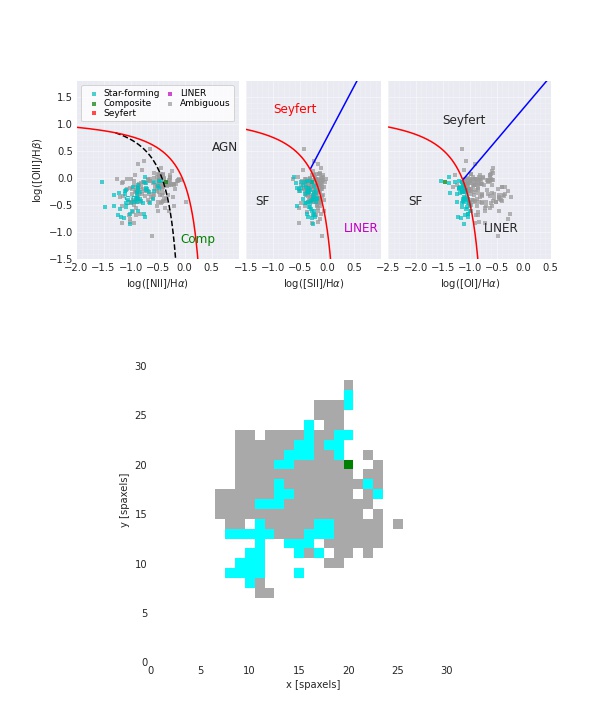 Star-forming
Composite
Seyfert
LINER
Ambiguous
AGN
Comp
1.5
1.0
0.5
0.0
−0.5
−1.0
−1.5
log([OIII]/Hβ)
−2.0 −1.5 −1.0 −0.5 0.0 0.5
log([NII]/Hα)
Seyfert
SF
LINER
−1.5 −1.0 −0.5 0.0 0.5
log([SII]/Hα)
Seyfert
SF
LINER
−2.5 −2.0 −1.5 −1.0 −0.5 0.0 0.5
log([OI]/Hα)
30
25
20
15
10
5
0
y [spaxels]
0 5 10 15 20 25 30
x [spaxels]